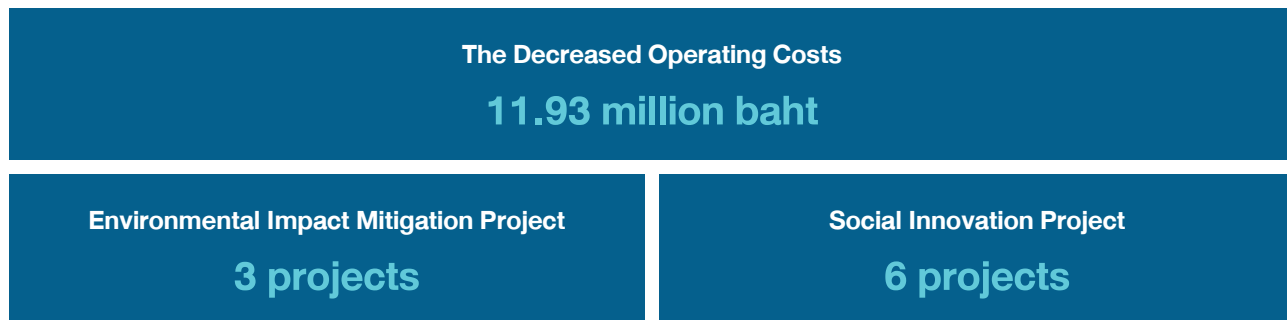 The Decreased Operating Costs
11.93 million baht
Environmental Impact Mitigation Project
3 projects
Social Innovation Project
6 projects